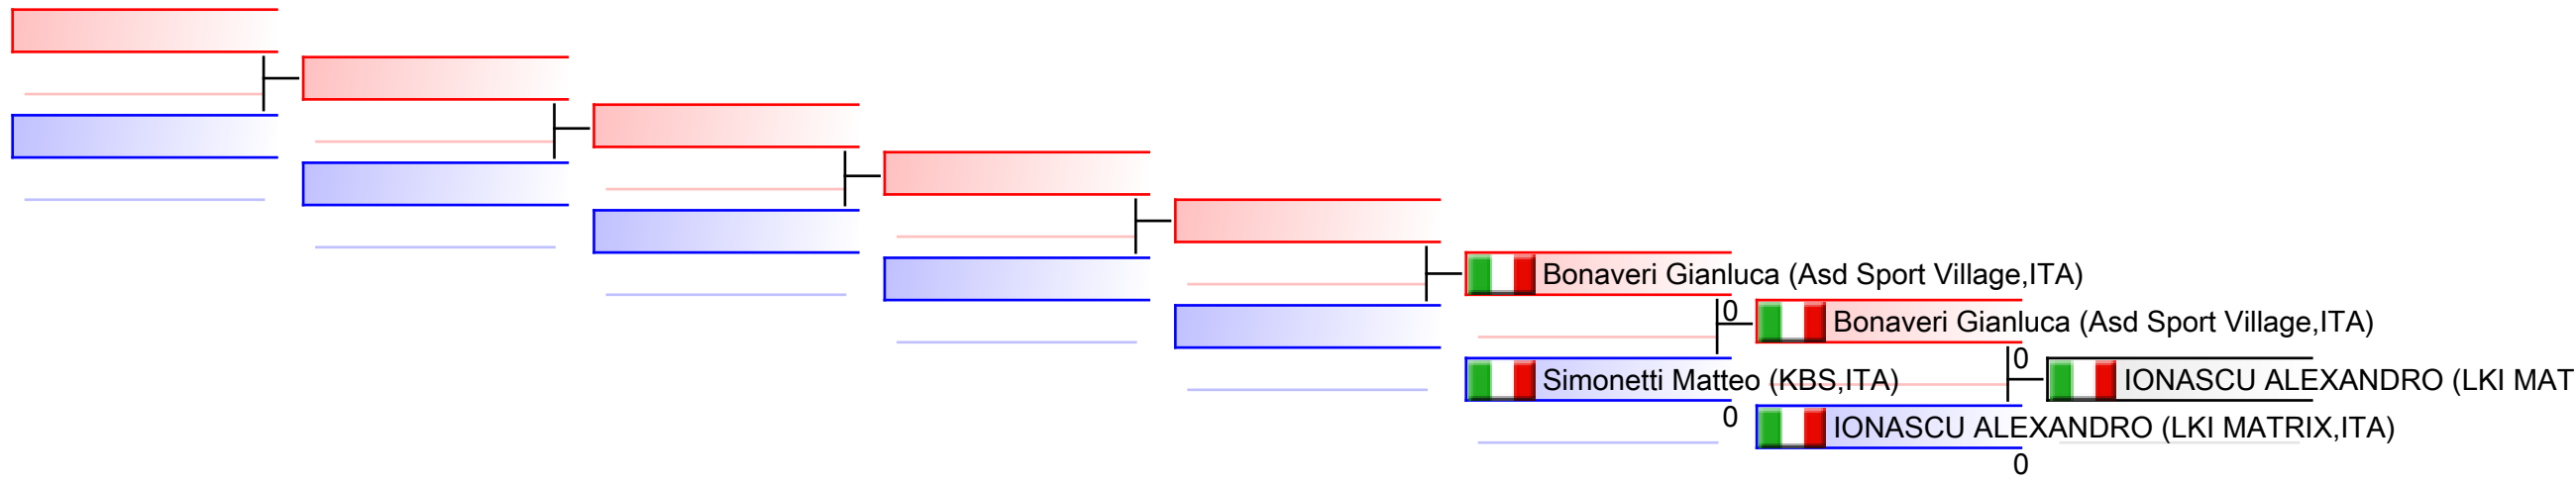 Bonaveri Gianluca (Asd Sport Village,ITA)
0
Bonaveri Gianluca (Asd Sport Village,ITA)
0
Simonetti Matteo (KBS,ITA)
IONASCU ALEXANDRO (LKI MAT
0
IONASCU ALEXANDRO (LKI MATRIX,ITA)
0